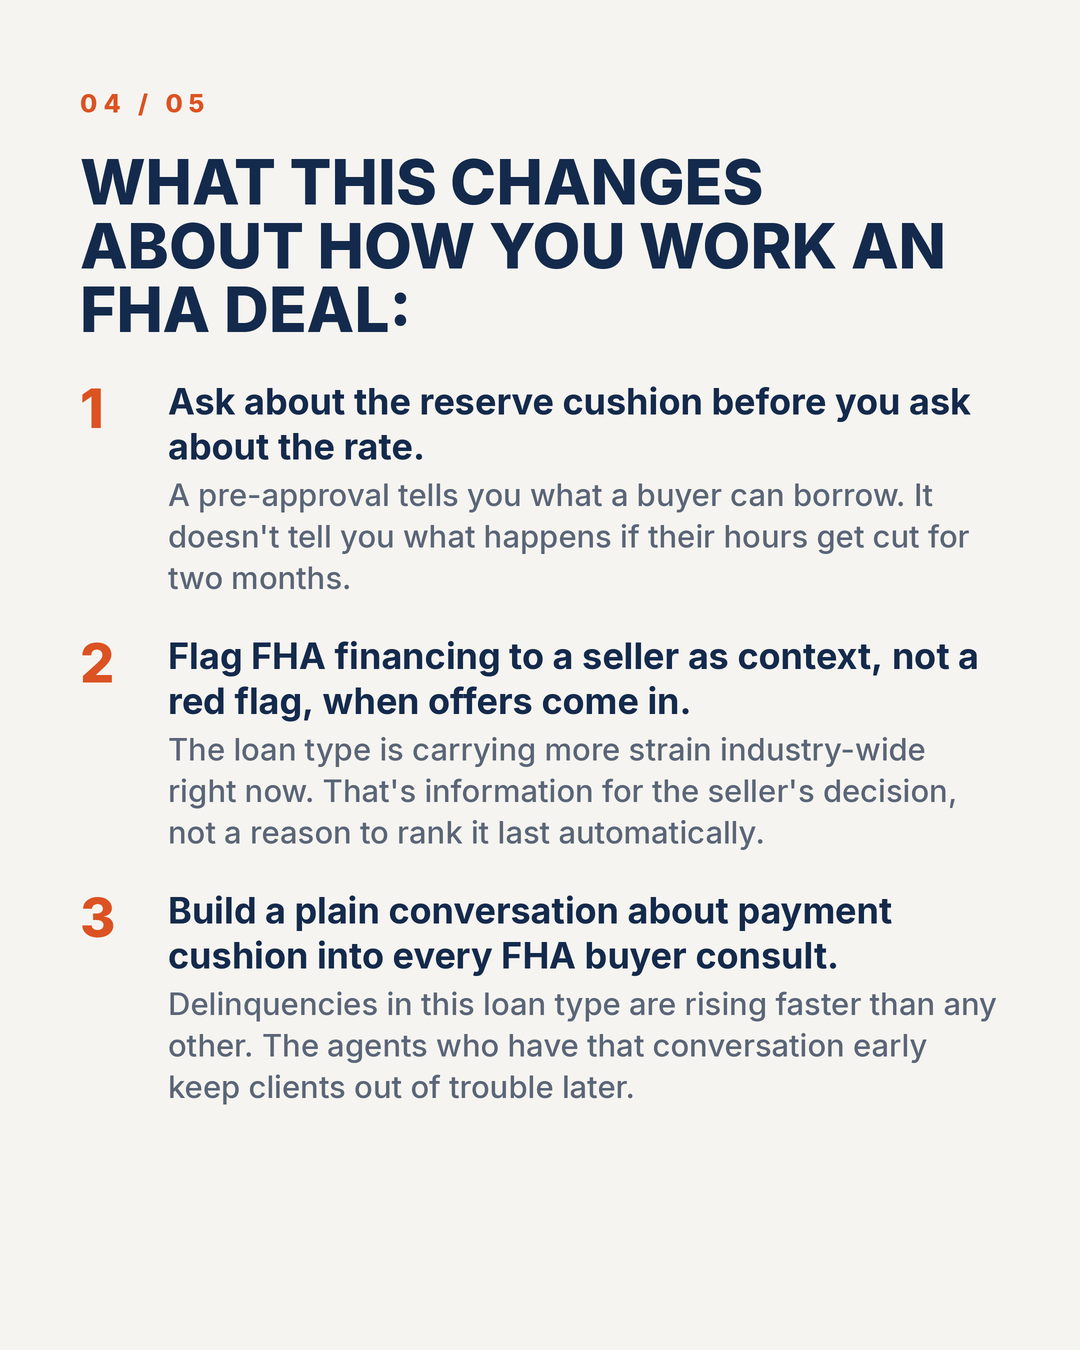 04 / 05
WHAT THIS CHANGES
ABOUT HOW YOU WORK AN
FHA DEAL:
1
Ask about the reserve cushion before you ask
about the rate.
A pre-approval tells you what a buyer can borrow. It
doesn't tell you what happens if their hours get cut for
two months.
2
Flag FHA financing to a seller as context, not a
red flag, when offers come in.
The loan type is carrying more strain industry-wide
right now. That's information for the seller's decision,
not a reason to rank it last automatically.
3
Build a plain conversation about payment
cushion into every FHA buyer consult.
Delinquencies in this loan type are rising faster than any
other. The agents who have that conversation early
keep clients out of trouble later.